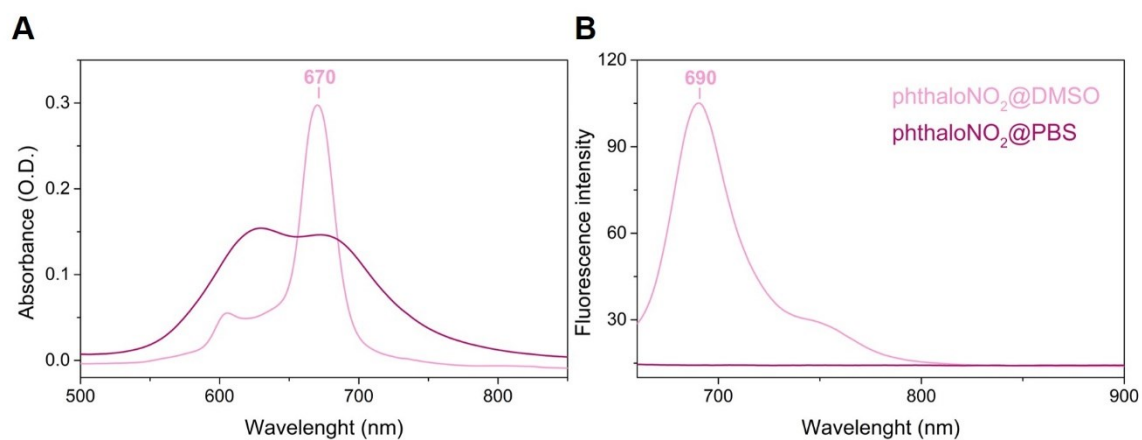 A
B
670
690
phthaloNO₂@DMSO
phthaloNO₂@PBS
Absorbance (O.D.)
0.3
0.2
0.1
0.0
500
600
700
800
Wavelenght (nm)
Fluorescence intensity
120
90
60
30
700
800
900
Wavelenght (nm)